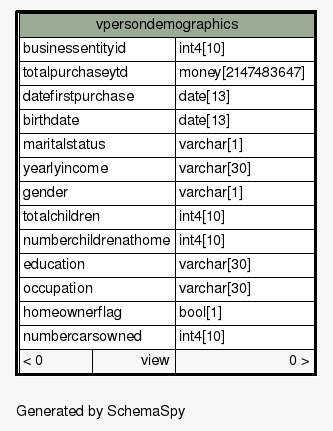 vpersondemographics
businessentityid int4[10]
totalpurchaseytd money[2147483647]
datefirstpurchase date[13]
birthdate date[13]
maritalstatus varchar[1]
yearlyincome varchar[30]
gender varchar[1]
totalchildren int4[10]
numberchildrenathome int4[10]
education varchar[30]
occupation varchar[30]
homeownerflag bool[1]
numbercarsowned int4[10]
< 0 view 0 >
Generated by SchemaSpy